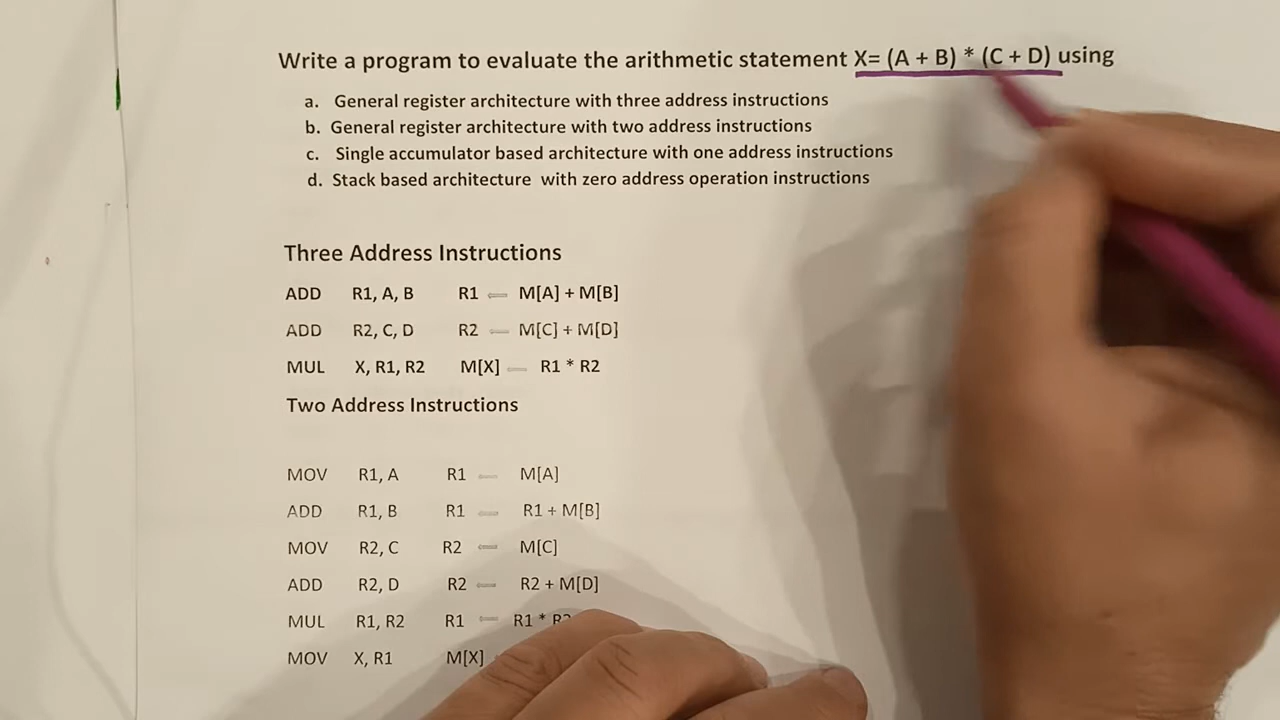 Write a program to evaluate the arithmetic statement X= (A + B) * (C + D) using
a. General register architecture with three address instructions
b. General register architecture with two address instructions
c. Single accumulator based architecture with one address instructions
d. Stack based architecture with zero address operation instructions
Three Address Instructions
ADD R1, A, B R1 ⟸ M[A] + M[B]
ADD R2, C, D R2 ⟸ M[C] + M[D]
MUL X, R1, R2 M[X] ⟸ R1 * R2
Two Address Instructions
MOV R1, A R1 ⟸ M[A]
ADD R1, B R1 ⟸ R1 + M[B]
MOV R2, C R2 ⟸ M[C]
ADD R2, D R2 ⟸ R2 + M[D]
MUL R1, R2 R1 ⟸ R1 *
MOV X, R1 M[X]